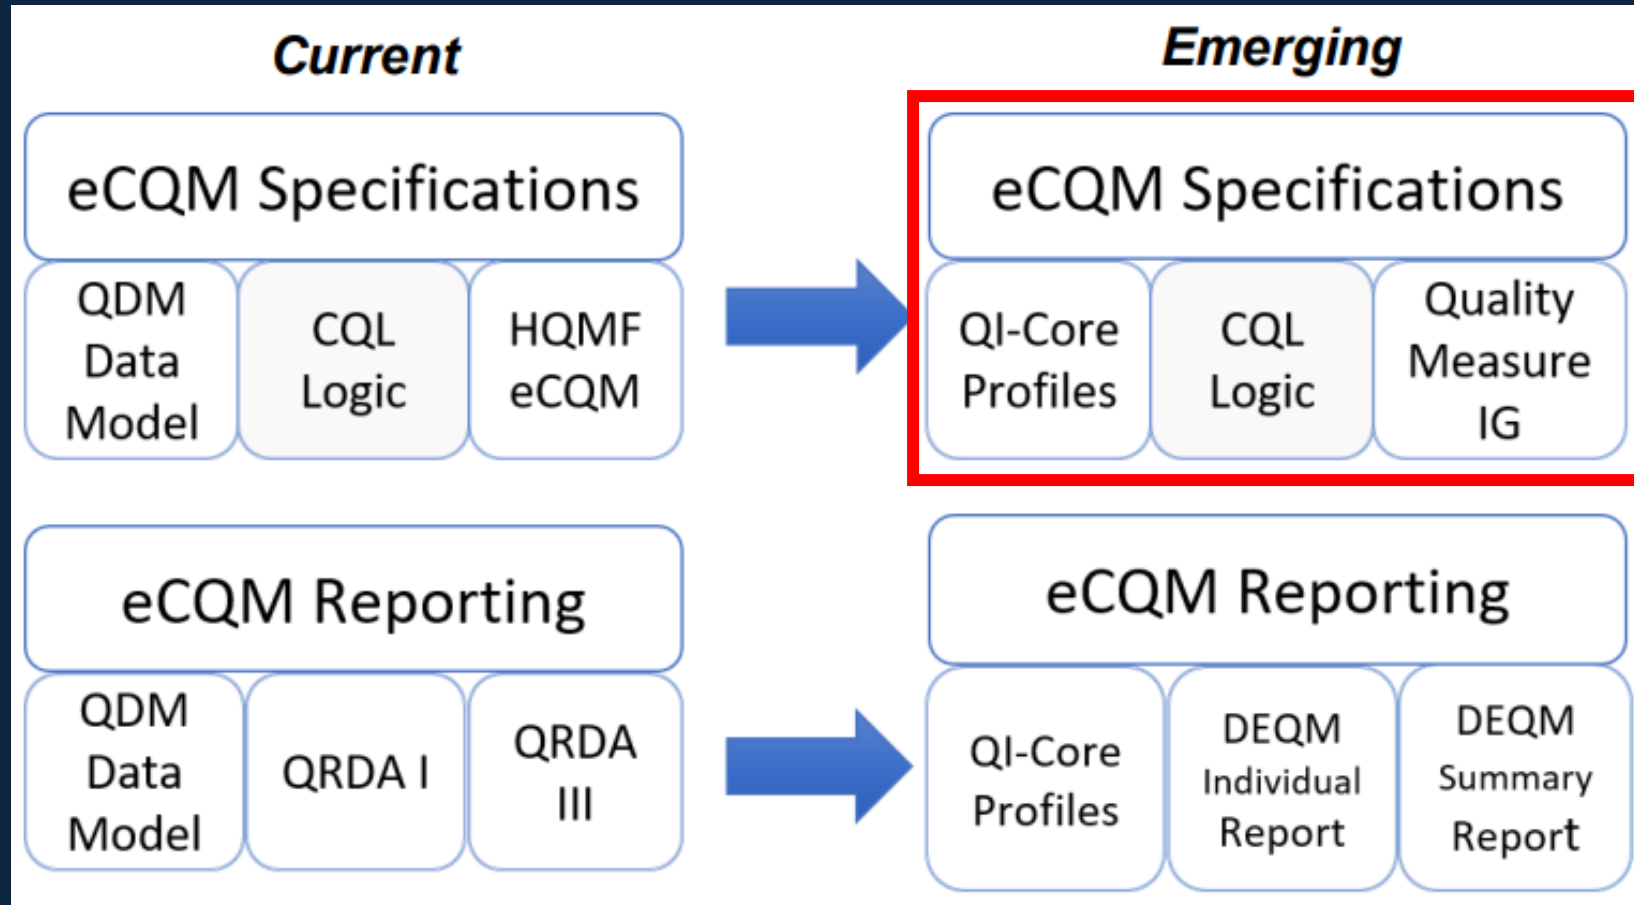 Current
Emerging
eCQM Specifications
QDM
Data
Model
CQL
Logic
HQMF
eCQM
eCQM Specifications
QI-Core
Profiles
CQL
Logic
Quality
Measure
IG
eCQM Reporting
QDM
Data
Model
QRDA I
QRDA
III
eCQM Reporting
QI-Core
Profiles
DEQM
Individual
Report
DEQM
Summary
Report